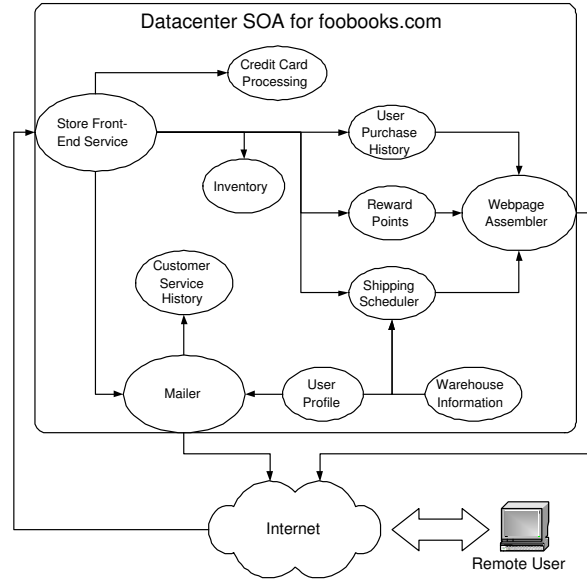 Datacenter SOA for foobooks.com
Credit Card
Processing
Store Front-
End Service
User
Purchase
History
Inventory
Reward
Points
Webpage
Assembler
Customer
Service
History
Shipping
Scheduler
Mailer
User
Profile
Warehouse
Information
Internet
Remote User